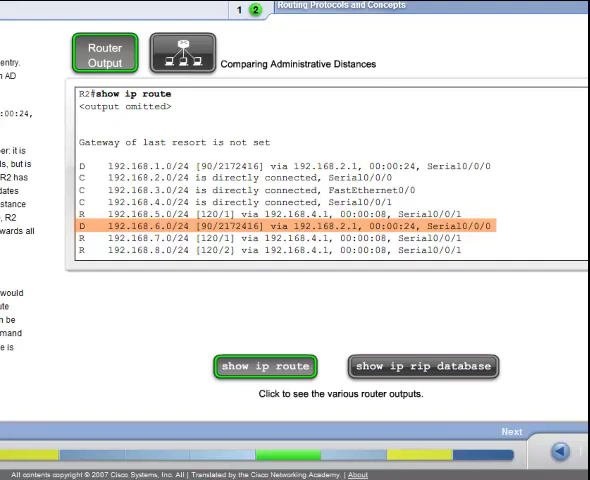 Routing Protocols and Concepts
1 2
Router
Output
Comparing Administrative Distances
entry.
n AD
:00:24,
er: it is
ls, but is
R2 has
dates
stance
, R2
wards all
R2#show ip route
<output omitted>
Gateway of last resort is not set
D 192.168.1.0/24 [90/2172416] via 192.168.2.1, 00:00:24, Serial0/0/0
C 192.168.2.0/24 is directly connected, Serial0/0/0
C 192.168.3.0/24 is directly connected, FastEthernet0/0
C 192.168.4.0/24 is directly connected, Serial0/0/1
R 192.168.5.0/24 [120/1] via 192.168.4.1, 00:00:08, Serial0/0/1
D 192.168.6.0/24 [90/2172416] via 192.168.2.1, 00:00:24, Serial0/0/0
R 192.168.7.0/24 [120/1] via 192.168.4.1, 00:00:08, Serial0/0/1
R 192.168.8.0/24 [120/2] via 192.168.4.1, 00:00:08, Serial0/0/1
would
ute
n be
mmand
e is
show ip route
show ip rip database
Click to see the various router outputs.
Next
All contents copyright © 2007 Cisco Systems, Inc. All | Translated by the Cisco Networking Academy. | About